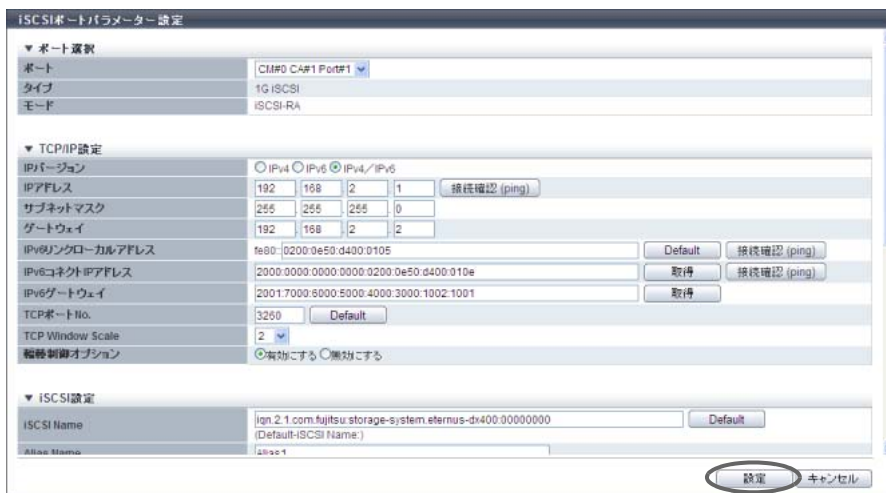 iSCSIポートパラメーター設定
▼ ポート選択
ポート CM#0 CA#1 Port#1
タイプ 1G iSCSI
モード iSCSI-RA
▼ TCP/IP設定
IPバージョン IPv4 IPv6 IPv4／IPv6
IPアドレス 192 . 168 . 2 . 1 接続確認 (ping)
サブネットマスク 255 . 255 . 255 . 0
ゲートウェイ 192 . 168 . 2 . 2
IPv6リンクローカルアドレス fe80:: 0200:0e50:d400:0105 Default 接続確認 (ping)
IPv6コネクトIPアドレス 2000:0000:0000:0000:0200:0e50:d400:010e 取得 接続確認 (ping)
IPv6ゲートウェイ 2001:7000:6000:5000:4000:3000:1002:1001 取得
TCPポートNo. 3260 Default
TCP Window Scale 2
輻輳制御オプション 有効にする 無効にする
▼ iSCSI設定
iSCSI Name iqn.2.1.com.fujitsu:storage-system.eternus-dx400:00000000 Default
(Default-iSCSI Name:)
Alias Name Alias1
設定 キャンセル